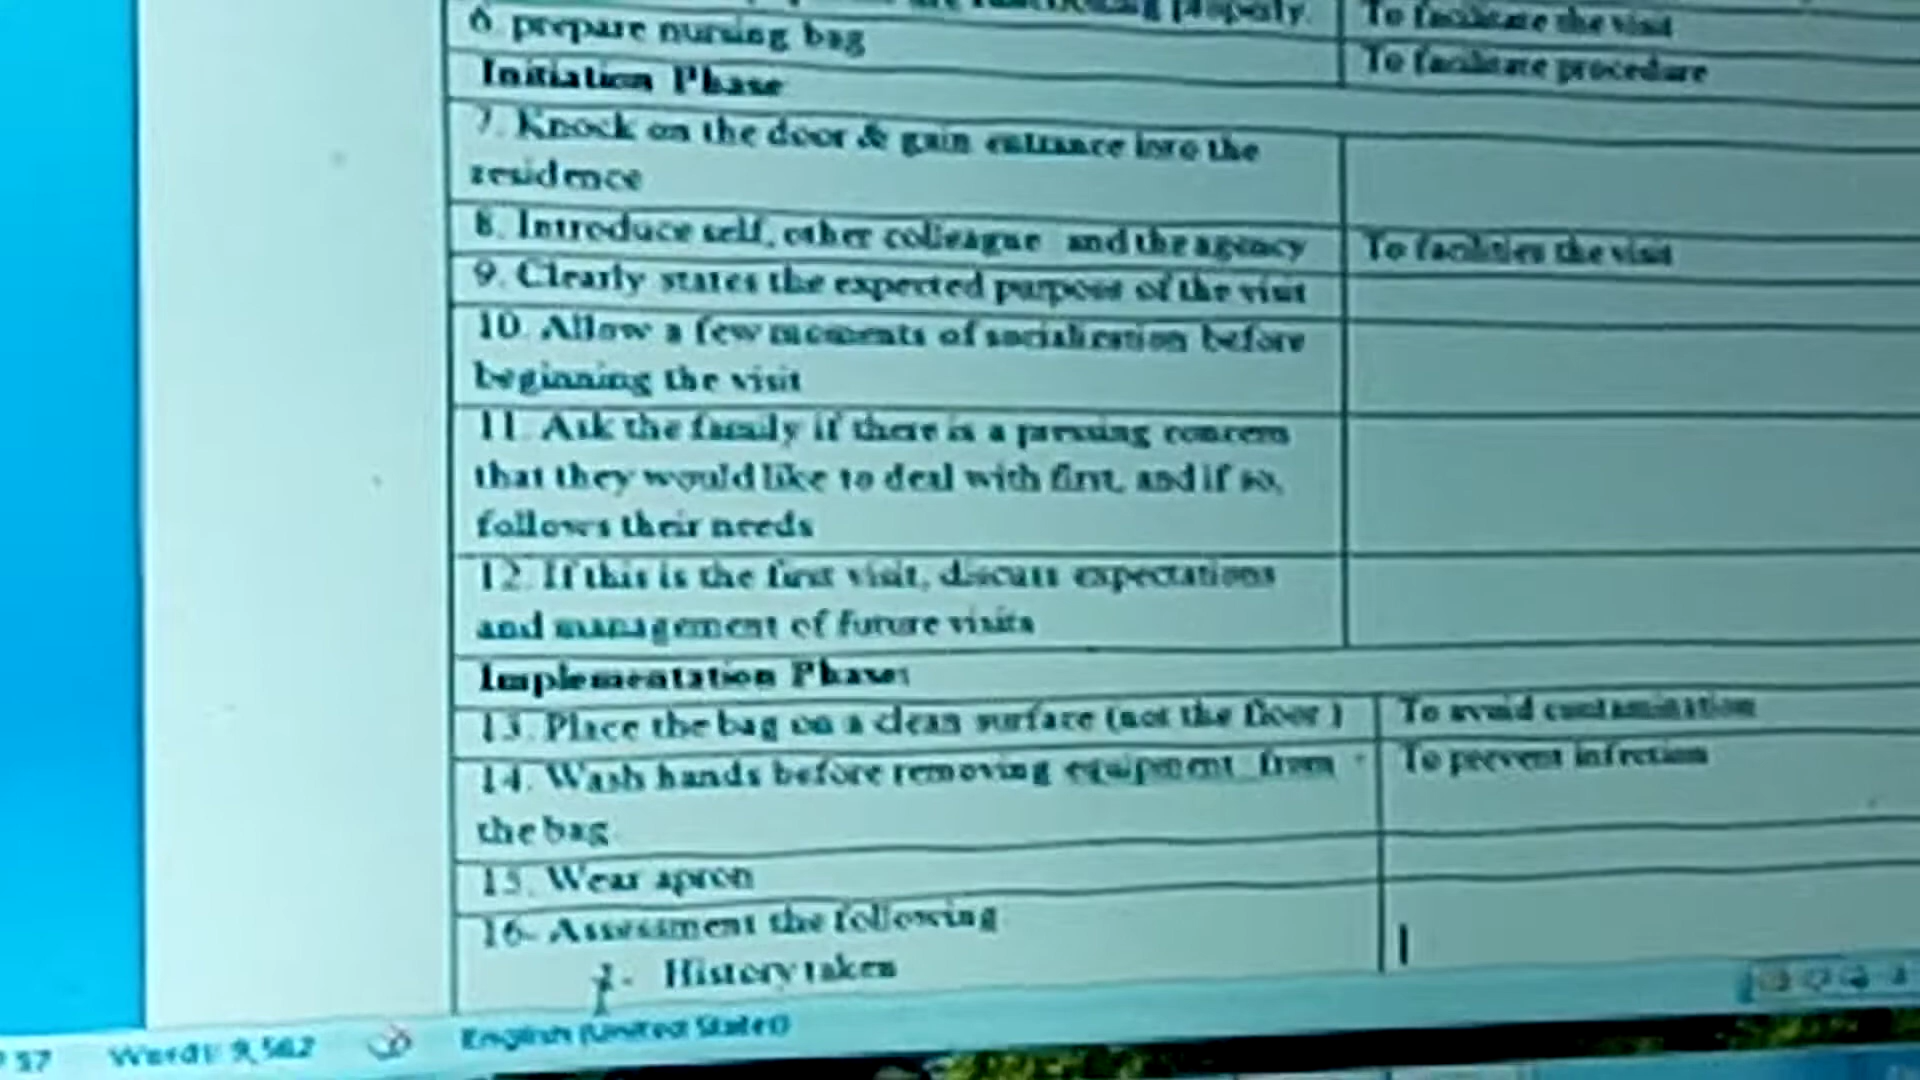 functioning properly.
To facilitate the visit
6. prepare nursing bag
To facilitate procedure
Initiation Phase
7. Knock on the door & gain entrance into the
residence
8. Introduce self, other colleague and the agency
To facilities the visit
9. Clearly states the expected purpose of the visit
10. Allow a few moments of socialization before
beginning the visit
11. Ask the family if there is a pressing concern
that they would like to deal with first, and if so,
follows their needs
12. If this is the first visit, discuss expectations
and management of future visits
Implementation Phase:
13. Place the bag on a clean surface (not the floor )
To avoid contamination
14. Wash hands before removing equipment from
To prevent infection
the bag
15. Wear apron
16- Assessment the following
- History taken
57 Words: 9,562 English (United States)